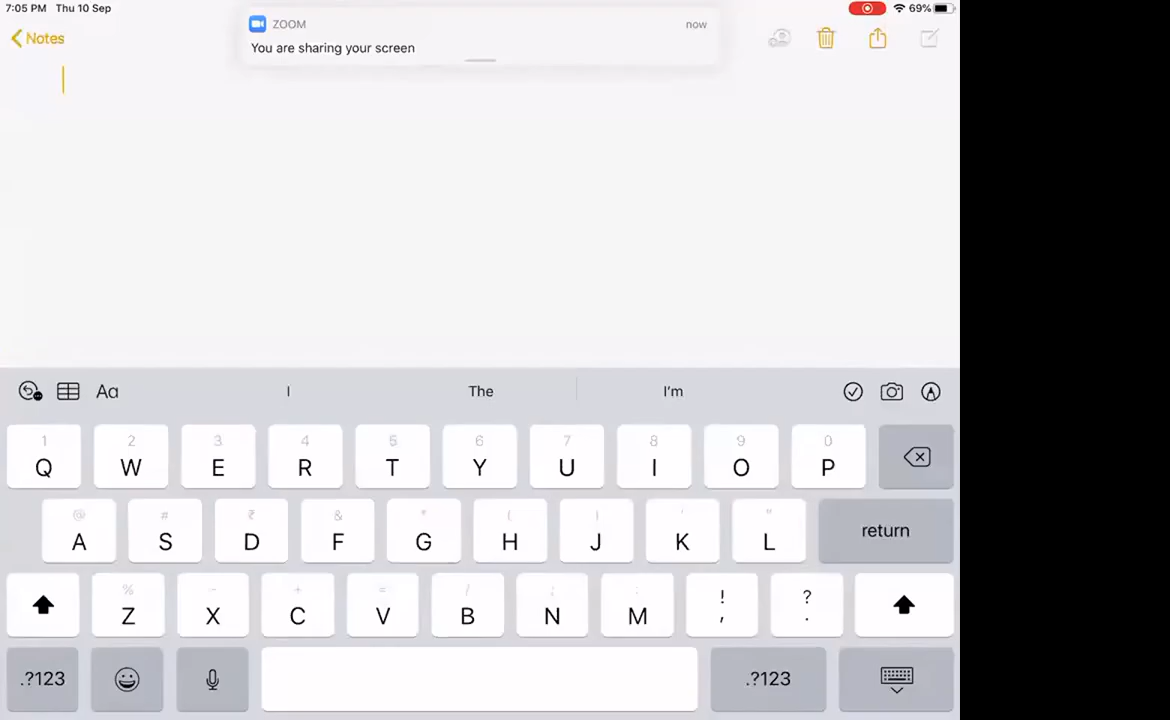 7:05 PM Thu 10 Sep
69%
ZOOM
now
You are sharing your screen
Notes
Aa
I
The
I'm
1 2 3 4 5 6 7 8 9 0
Q W E R T Y U I O P
@ # ₹ & * ( ) ' "
A S D F G H J K L return
% - + = / ; : ! ?
Z X C V B N M , .
.?123
.?123